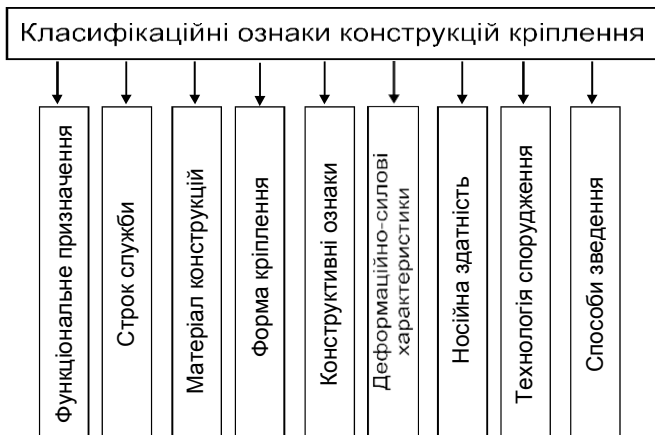 Класифікаційні ознаки конструкцій кріплення
Функціональне призначення
Строк служби
Матеріал конструкцій
Форма кріплення
Конструктивні ознаки
Деформаційно-силові
характеристики
Носійна здатність
Технологія спорудження
Способи зведення